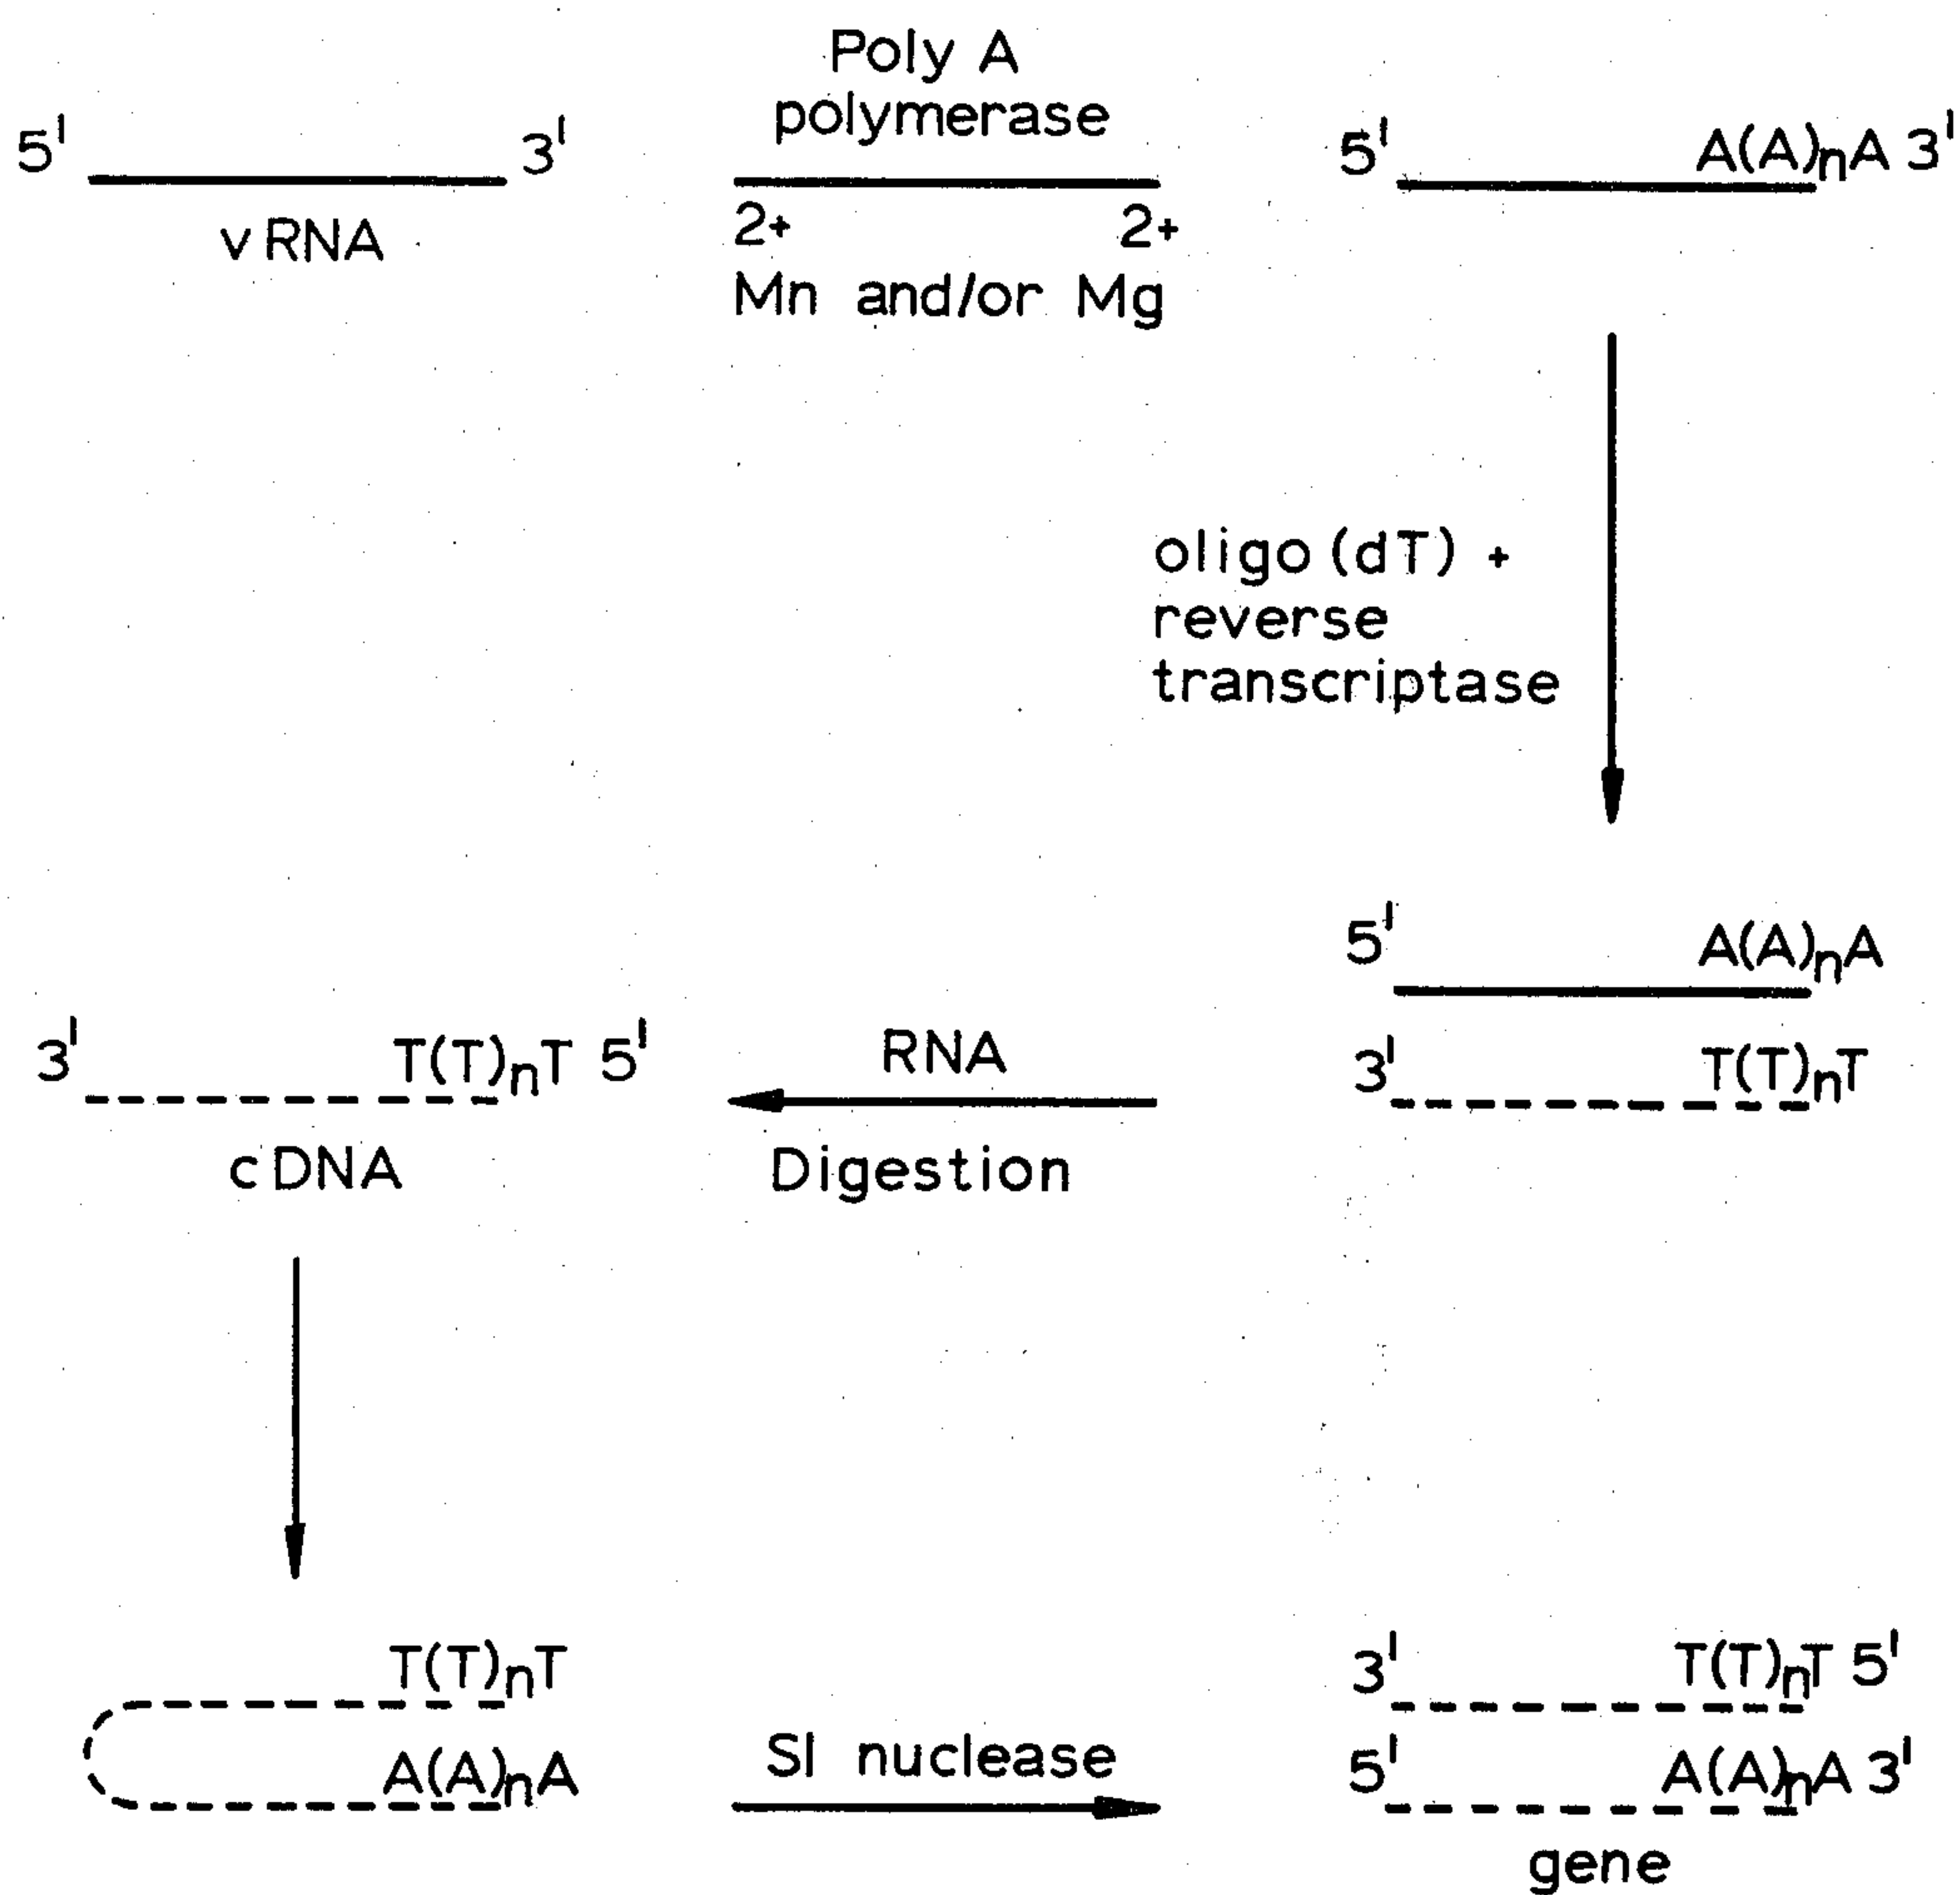 Poly A
polymerase
5' 3'
vRNA
2+ 2+
Mn and/or Mg
5' A(A)nA 3'
oligo (dT) +
reverse
transcriptase
5' A(A)nA
3' T(T)nT
RNA
Digestion
3' T(T)nT 5'
cDNA
T(T)nT
A(A)nA
SI nuclease
3' T(T)nT 5'
5' A(A)nA 3'
gene